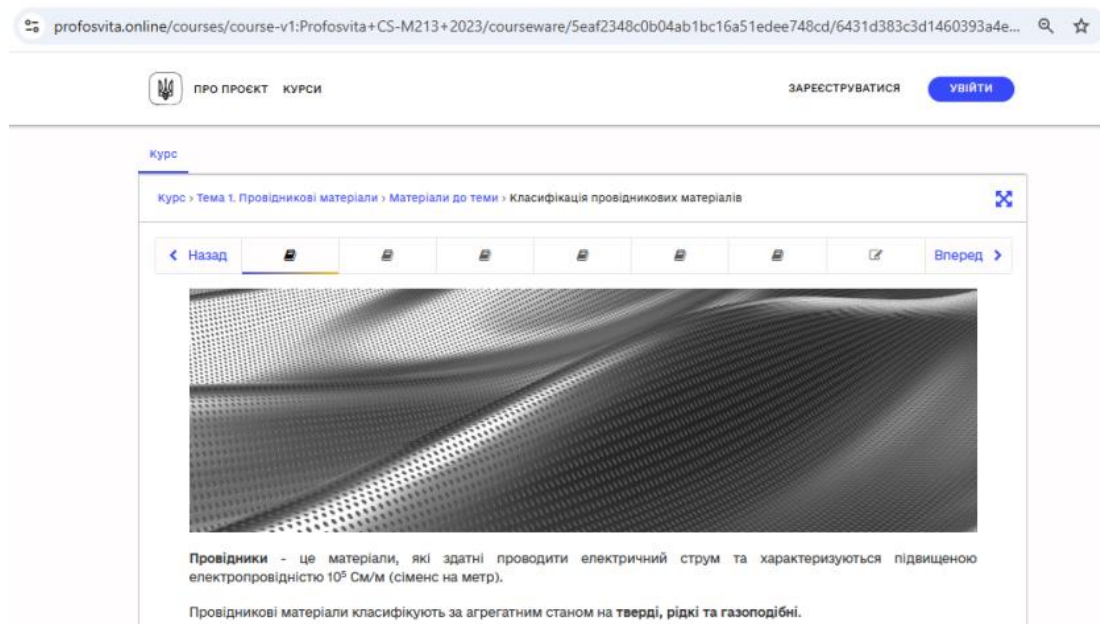 profosvita.online/courses/course-v1:Profosvita+CS-M213+2023/courseware/5eaf2348c0b04ab1bc16a51edee748cd/6431d383c3d1460393a4e...
ПРО ПРОЄКТ КУРСИ ЗАРЕЄСТРУВАТИСЯ УВІЙТИ
Курс
Курс › Тема 1. Провідникові матеріали › Матеріали до теми › Класифікація провідникових матеріалів
Назад Вперед
Провідники - це матеріали, які здатні проводити електричний струм та характеризуються підвищеною
електропровідністю 10⁵ См/м (сіменс на метр).
Провідникові матеріали класифікують за агрегатним станом на тверді, рідкі та газоподібні.